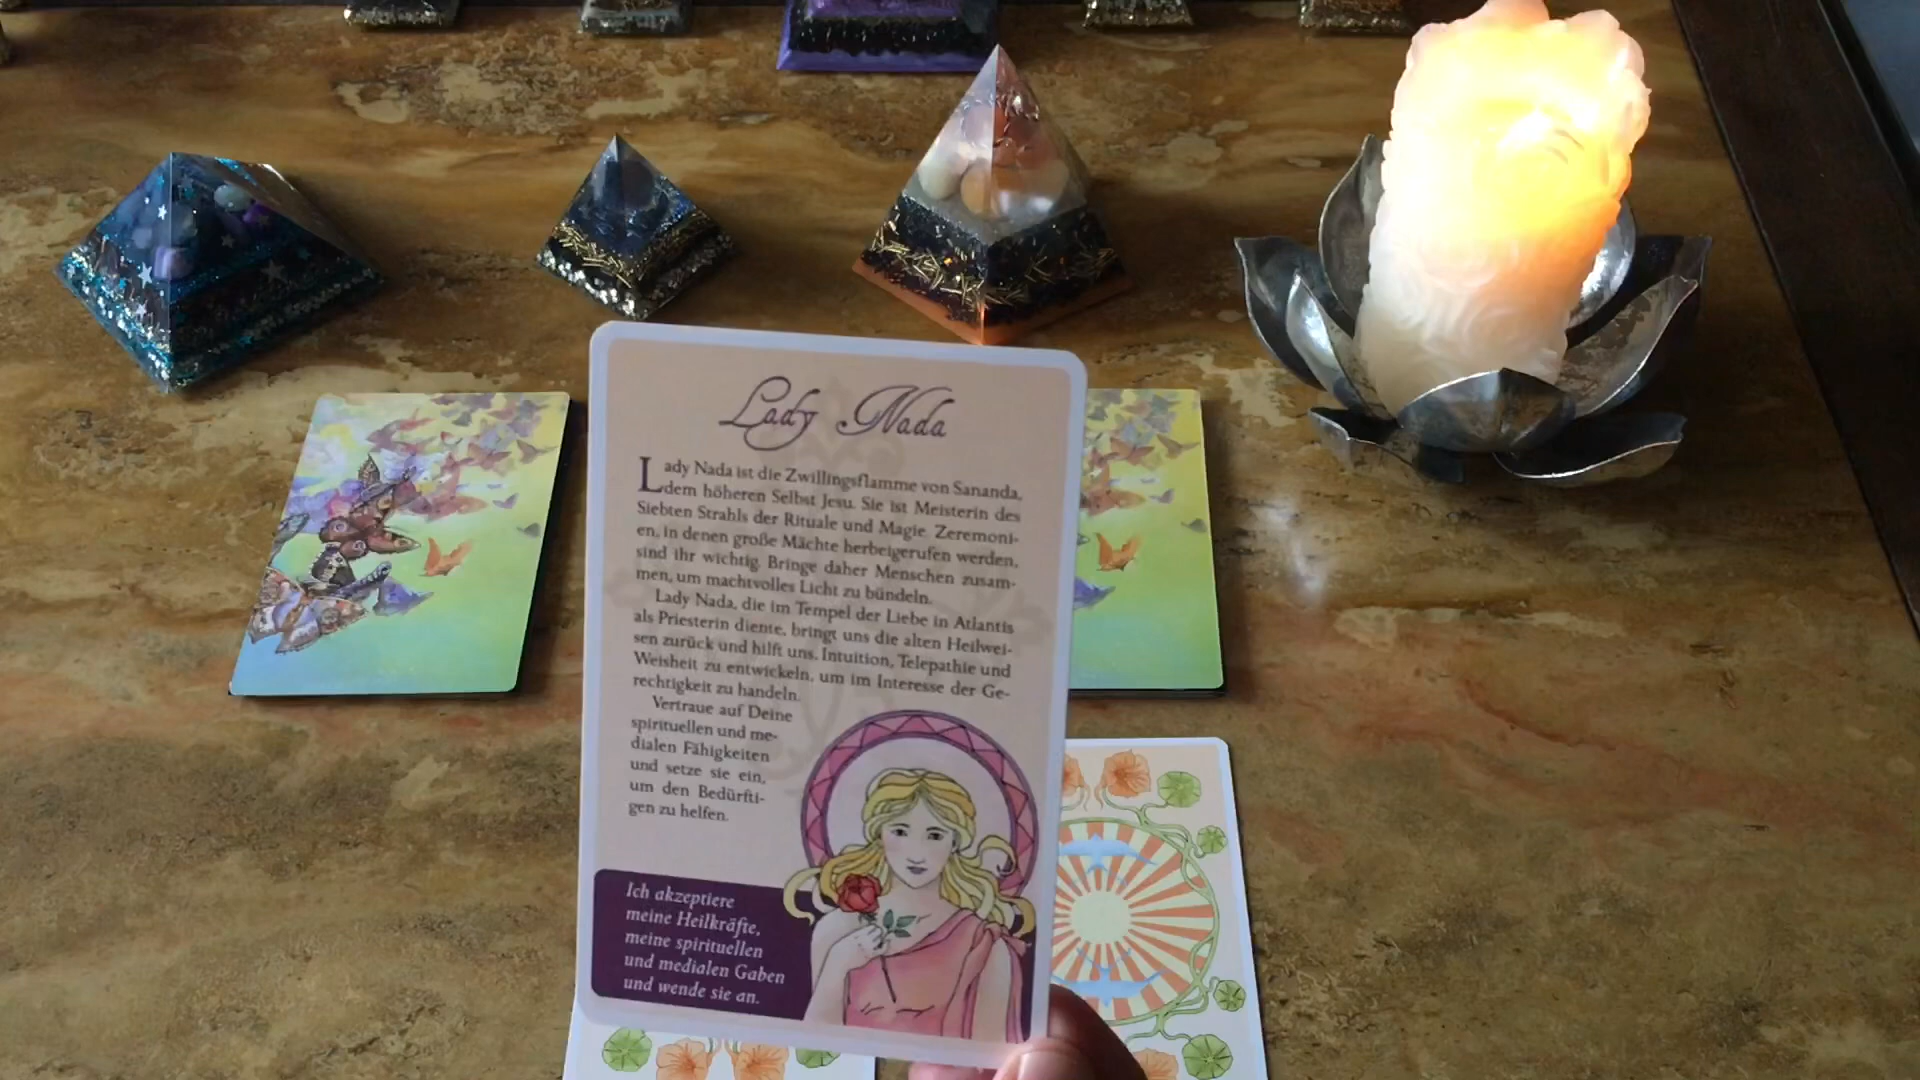 Lady Nada
Lady Nada ist die Zwillingsflamme von Sananda,
dem höheren Selbst Jesu. Sie ist Meisterin des
Siebten Strahls der Rituale und Magie. Zeremoni-
en, in denen große Mächte herbeigerufen werden,
sind ihr wichtig. Bringe daher Menschen zusam-
men, um machtvolles Licht zu bündeln.
Lady Nada, die im Tempel der Liebe in Atlantis
als Priesterin diente, bringt uns die alten Heilwei-
sen zurück und hilft uns, Intuition, Telepathie und
Weisheit zu entwickeln, um im Interesse der Ge-
rechtigkeit zu handeln.
Vertraue auf Deine
spirituellen und me-
dialen Fähigkeiten
und setze sie ein,
um den Bedürfti-
gen zu helfen.
Ich akzeptiere
meine Heilkräfte,
meine spirituellen
und medialen Gaben
und wende sie an.